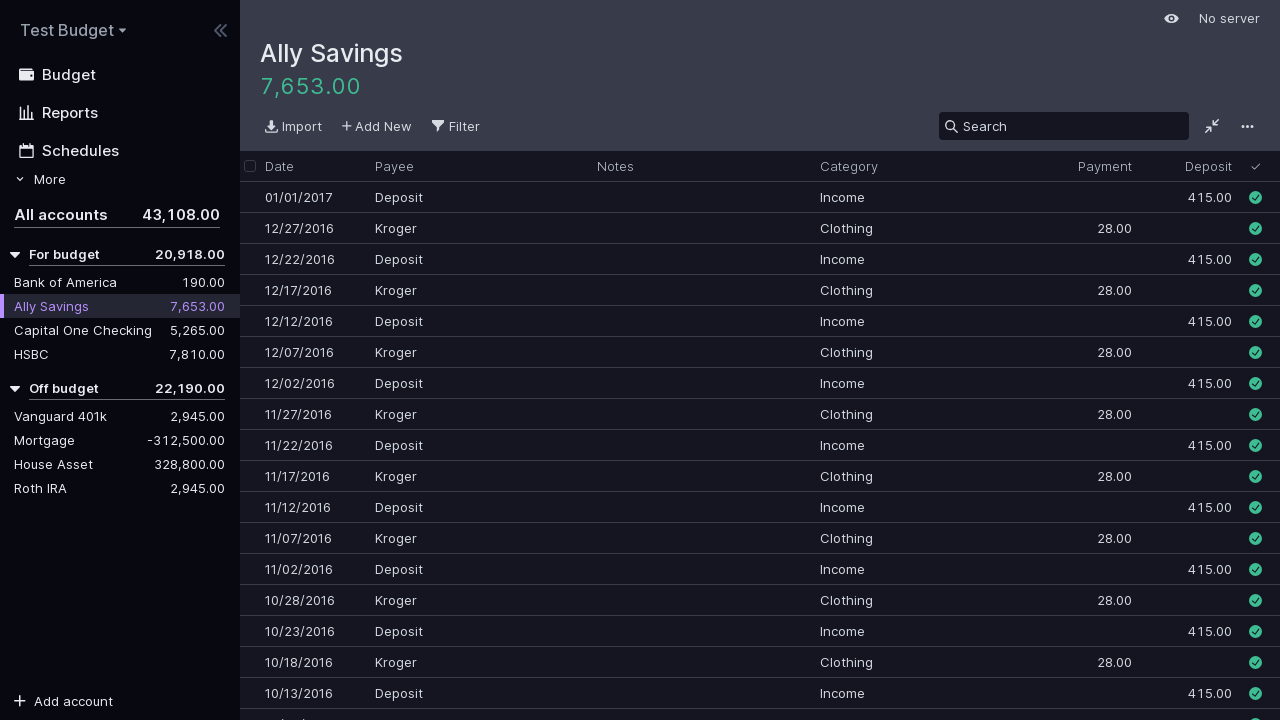 Test Budget
Budget
Reports
Schedules
More
All accounts 43,108.00
For budget 20,918.00
Bank of America 190.00
Ally Savings 7,653.00
Capital One Checking 5,265.00
HSBC 7,810.00
Off budget 22,190.00
Vanguard 401k 2,945.00
Mortgage -312,500.00
House Asset 328,800.00
Roth IRA 2,945.00
Add account
No server
Ally Savings
7,653.00
Import Add New Filter Search
Date Payee Notes Category Payment Deposit
01/01/2017 Deposit Income 415.00
12/27/2016 Kroger Clothing 28.00
12/22/2016 Deposit Income 415.00
12/17/2016 Kroger Clothing 28.00
12/12/2016 Deposit Income 415.00
12/07/2016 Kroger Clothing 28.00
12/02/2016 Deposit Income 415.00
11/27/2016 Kroger Clothing 28.00
11/22/2016 Deposit Income 415.00
11/17/2016 Kroger Clothing 28.00
11/12/2016 Deposit Income 415.00
11/07/2016 Kroger Clothing 28.00
11/02/2016 Deposit Income 415.00
10/28/2016 Kroger Clothing 28.00
10/23/2016 Deposit Income 415.00
10/18/2016 Kroger Clothing 28.00
10/13/2016 Deposit Income 415.00